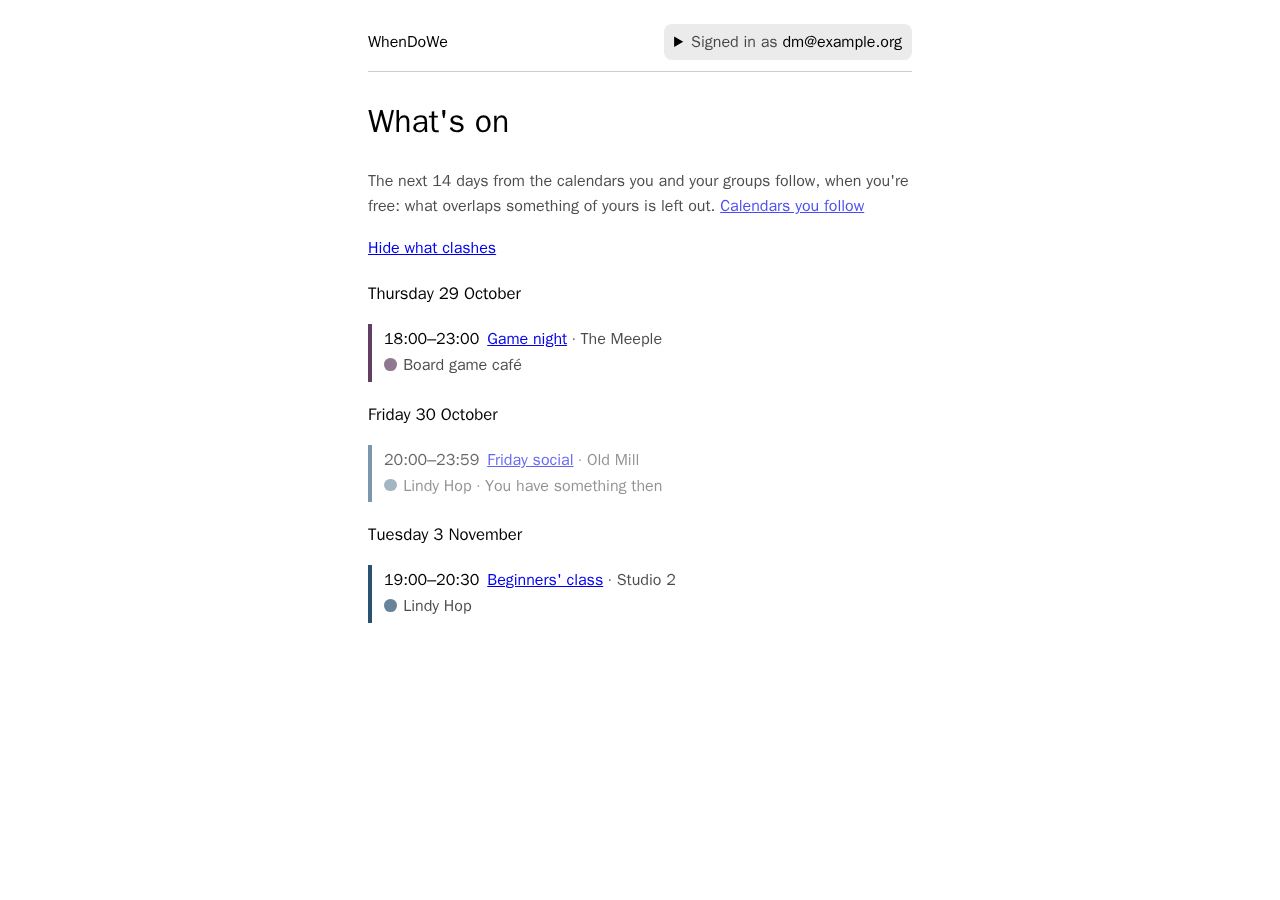 WhenDoWe
Signed in as dm@example.org
What's on
The next 14 days from the calendars you and your groups follow, when you're
free: what overlaps something of yours is left out. Calendars you follow
Hide what clashes
Thursday 29 October
18:00–23:00 Game night · The Meeple
Board game café
Friday 30 October
20:00–23:59 Friday social · Old Mill
Lindy Hop · You have something then
Tuesday 3 November
19:00–20:30 Beginners' class · Studio 2
Lindy Hop